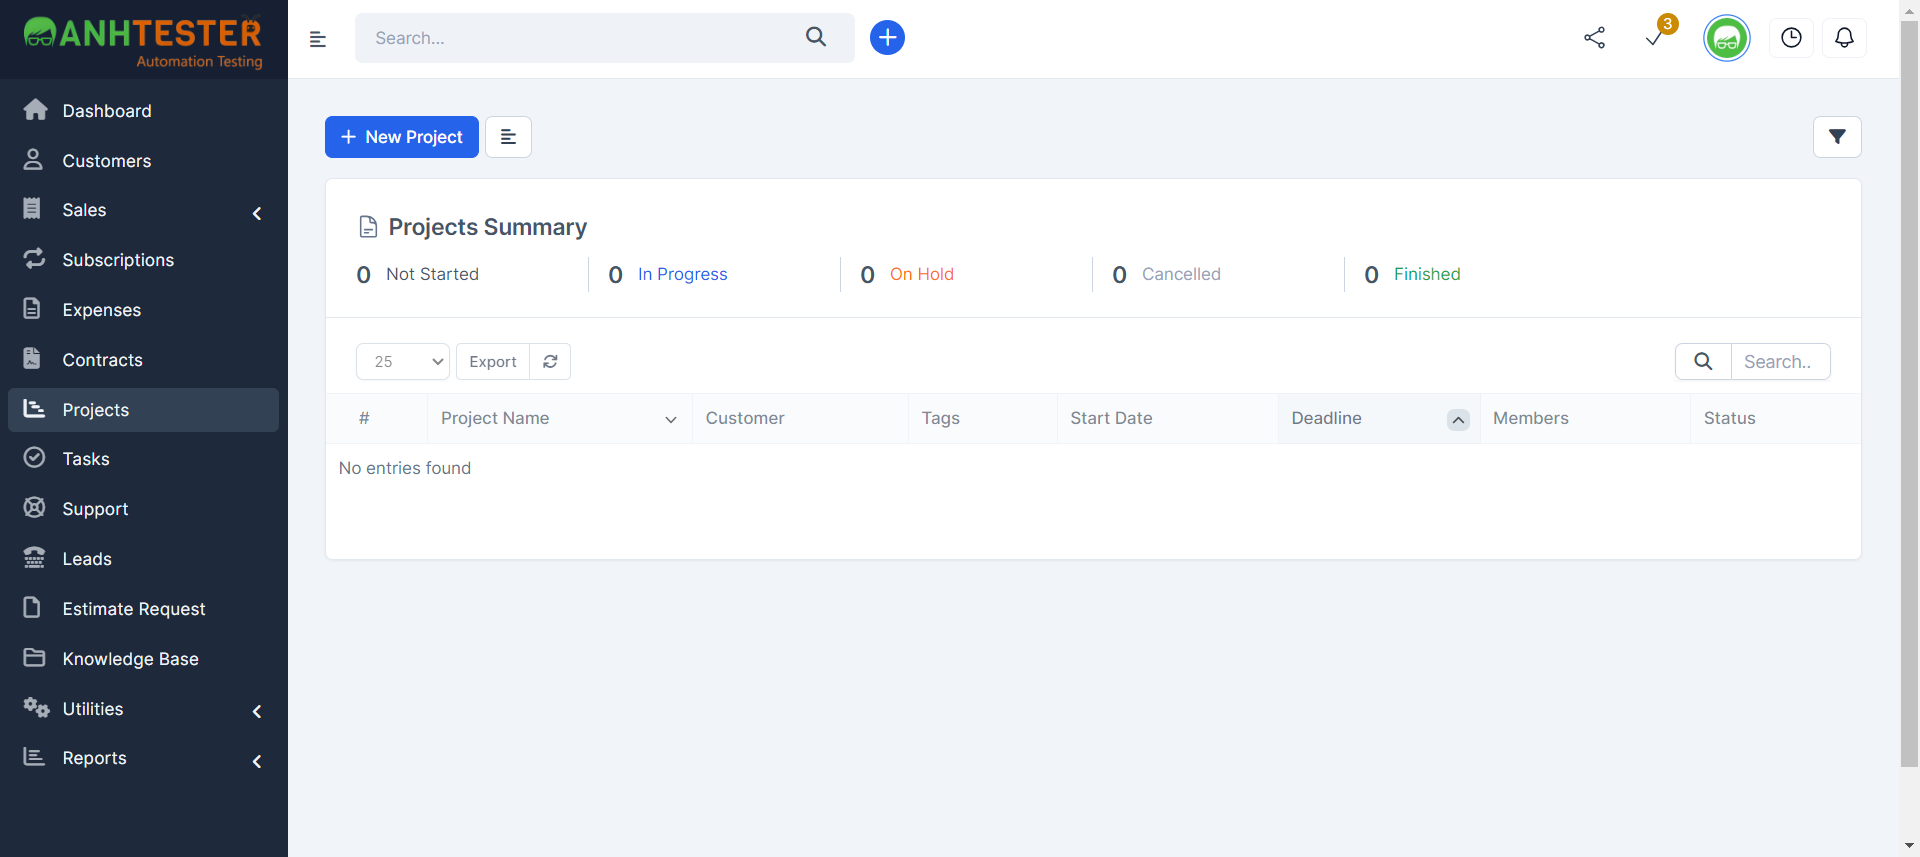 ANHTESTER
Automation Testing
Search...
3
Dashboard
Customers
Sales
Subscriptions
Expenses
Contracts
Projects
Tasks
Support
Leads
Estimate Request
Knowledge Base
Utilities
Reports
New Project
Projects Summary
0 Not Started 0 In Progress 0 On Hold 0 Cancelled 0 Finished
25 Export Search..
# Project Name Customer Tags Start Date Deadline Members Status
No entries found